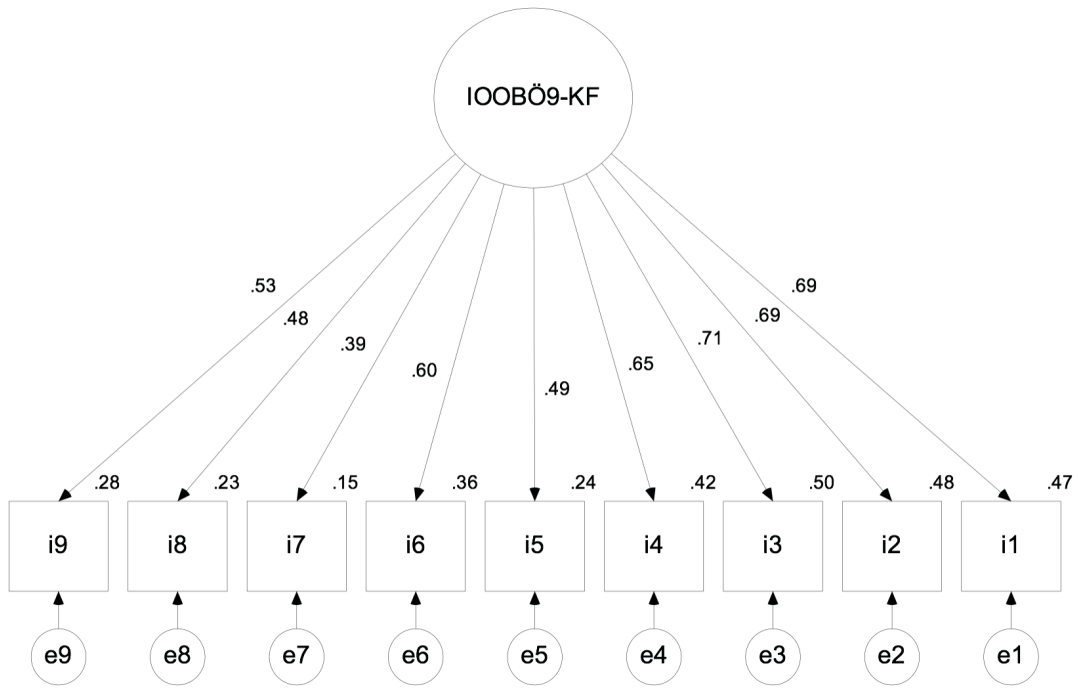 IOOBÖ9-KF
.53
.48
.39
.60
.49
.65
.71
.69
.69
.28
.23
.15
.36
.24
.42
.50
.48
.47
i9
i8
i7
i6
i5
i4
i3
i2
i1
e9
e8
e7
e6
e5
e4
e3
e2
e1